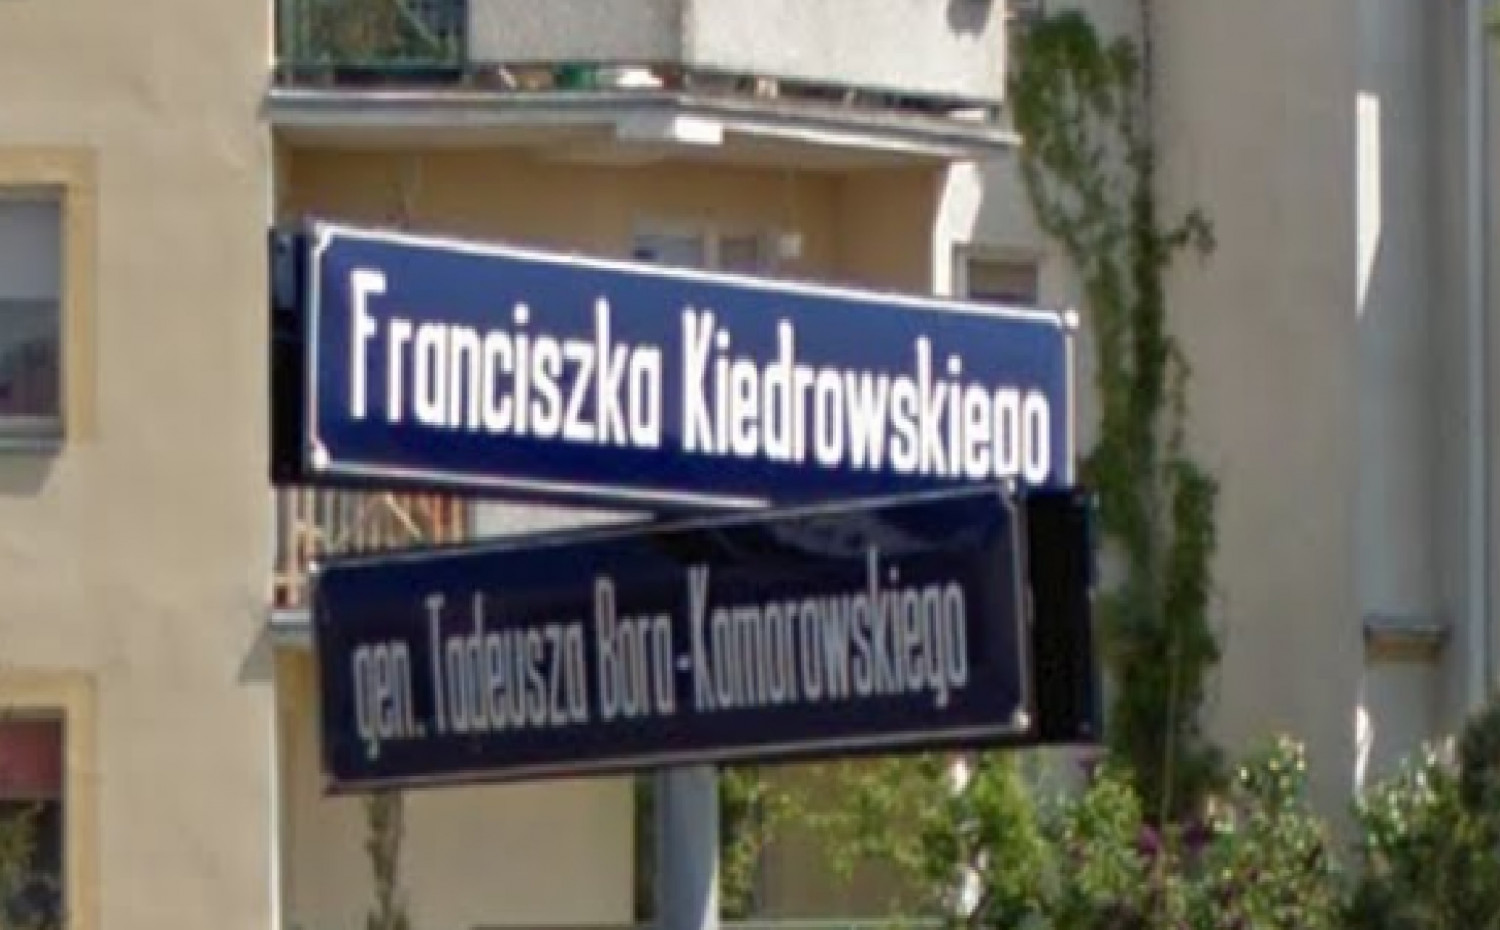 Franciszka Kiedrowskiego
gen. Tadeusza Bora-Komorowskiego